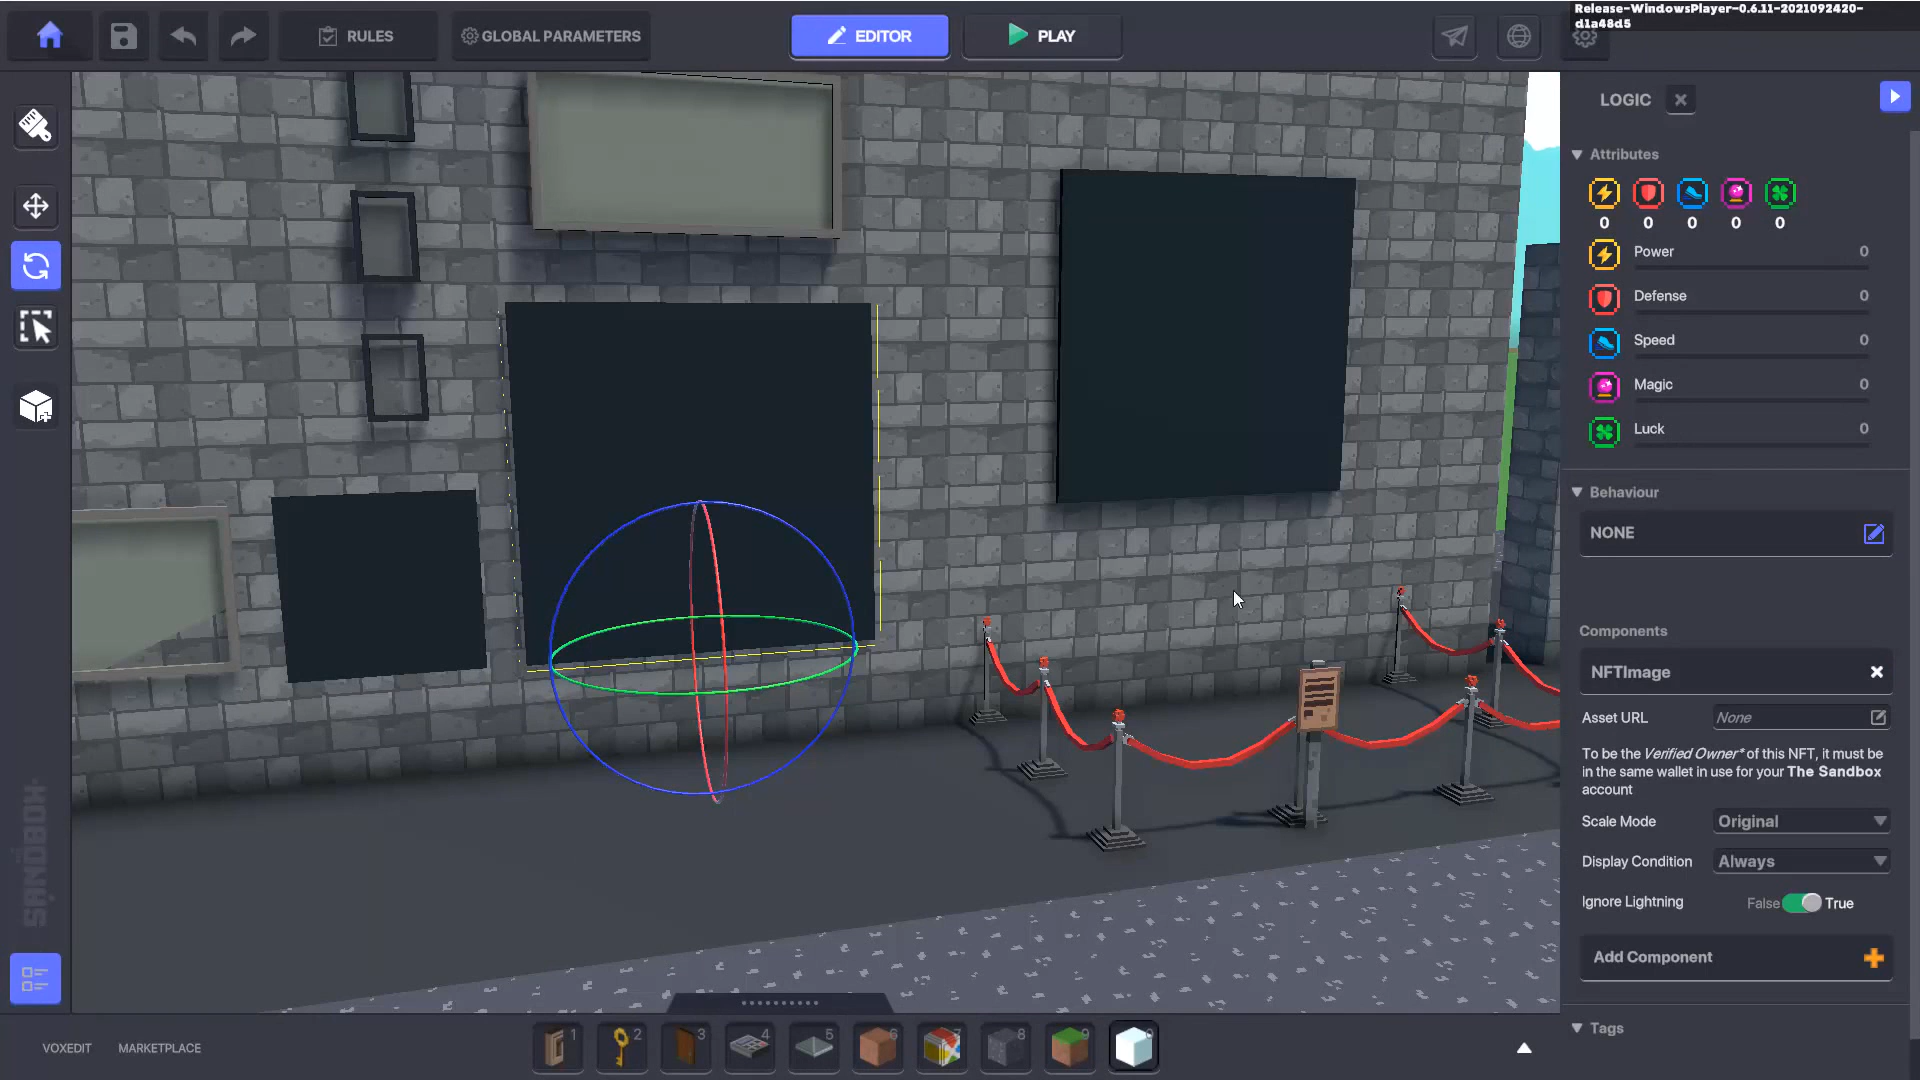 Release-WindowsPlayer-0.6.11-2021092420-
d1a48d5
RULES
GLOBAL PARAMETERS
EDITOR
PLAY
LOGIC
Attributes
0 0 0 0 0
Power 0
Defense 0
Speed 0
Magic 0
Luck 0
Behaviour
NONE
Components
NFTImage
Asset URL None
To be the Verified Owner* of this NFT, it must be
in the same wallet in use for your The Sandbox
account
Scale Mode Original
Display Condition Always
Ignore Lightning False True
Add Component
Tags
THE SANDBOX
VOXEDIT MARKETPLACE
1 2 3 4 5 6 7 8 9